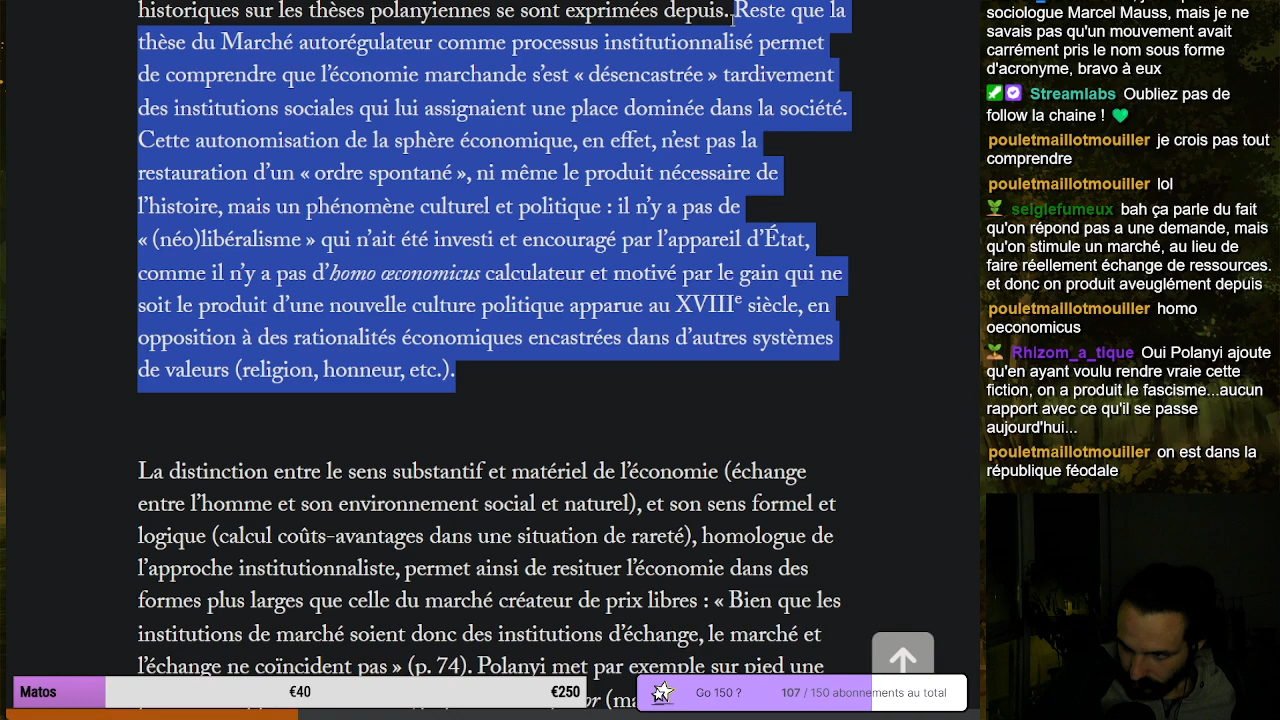 historiques sur les thèses polanyiennes se sont exprimées depuis. Reste que la
thèse du Marché autorégulateur comme processus institutionnalisé permet
de comprendre que l’économie marchande s’est « désencastrée » tardivement
des institutions sociales qui lui assignaient une place dominée dans la société.
Cette autonomisation de la sphère économique, en effet, n’est pas la
restauration d’un « ordre spontané », ni même le produit nécessaire de
l’histoire, mais un phénomène culturel et politique : il n’y a pas de
« (néo)libéralisme » qui n’ait été investi et encouragé par l’appareil d’État,
comme il n’y a pas d’homo œconomicus calculateur et motivé par le gain qui ne
soit le produit d’une nouvelle culture politique apparue au XVIIIe siècle, en
opposition à des rationalités économiques encastrées dans d’autres systèmes
de valeurs (religion, honneur, etc.).
La distinction entre le sens substantif et matériel de l’économie (échange
entre l’homme et son environnement social et naturel), et son sens formel et
logique (calcul coûts-avantages dans une situation de rareté), homologue de
l’approche institutionnaliste, permet ainsi de resituer l’économie dans des
formes plus larges que celle du marché créateur de prix libres : « Bien que les
institutions de marché soient donc des institutions d’échange, le marché et
l’échange ne coïncident pas » (p. 74). Polanyi met par exemple sur pied une
Matos
€40
€250
Go 150 ?
107 / 150 abonnements au total
sociologue Marcel Mauss, mais je ne
savais pas qu'un mouvement avait
carrément pris le nom sous forme
d'acronyme, bravo à eux
Streamlabs Oubliez pas de
follow la chaine !
pouletmaillotmouiller je crois pas tout
comprendre
pouletmaillotmouiller lol
seiglefumeux bah ça parle du fait
qu'on répond pas a une demande, mais
qu'on stimule un marché, au lieu de
faire réellement échange de ressources.
et donc on produit aveuglément depuis
pouletmaillotmouiller homo
oeconomicus
Rhizom_a_tique Oui Polanyi ajoute
qu'en ayant voulu rendre vraie cette
fiction, on a produit le fascisme...aucun
rapport avec ce qu'il se passe
aujourd'hui...
pouletmaillotmouiller on est dans la
république féodale